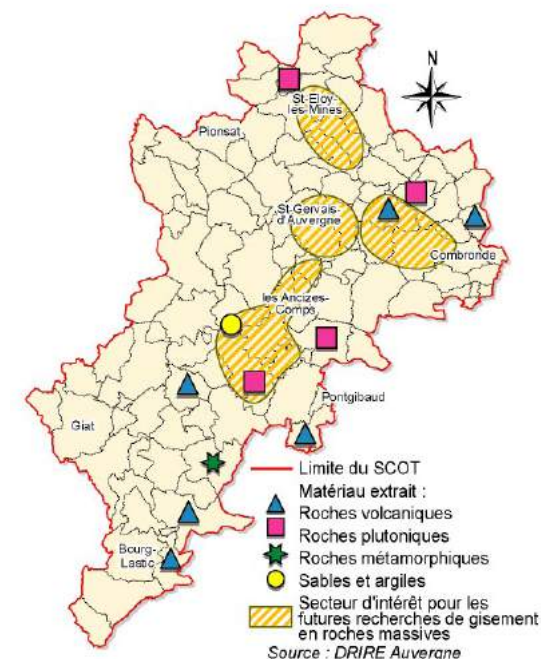 N
St-Eloy-
les-Mines
Pionsat
St-Gervais-
d'Auvergne
Combronde
les Ancizes-
Comps
Pontgibaud
Giat
Bourg-
Lastic
Limite du SCOT
Matériau extrait :
Roches volcaniques
Roches plutoniques
Roches métamorphiques
Sables et argiles
Secteur d'intérêt pour les
futures recherches de gisement
en roches massives
Source : DRIRE Auvergne